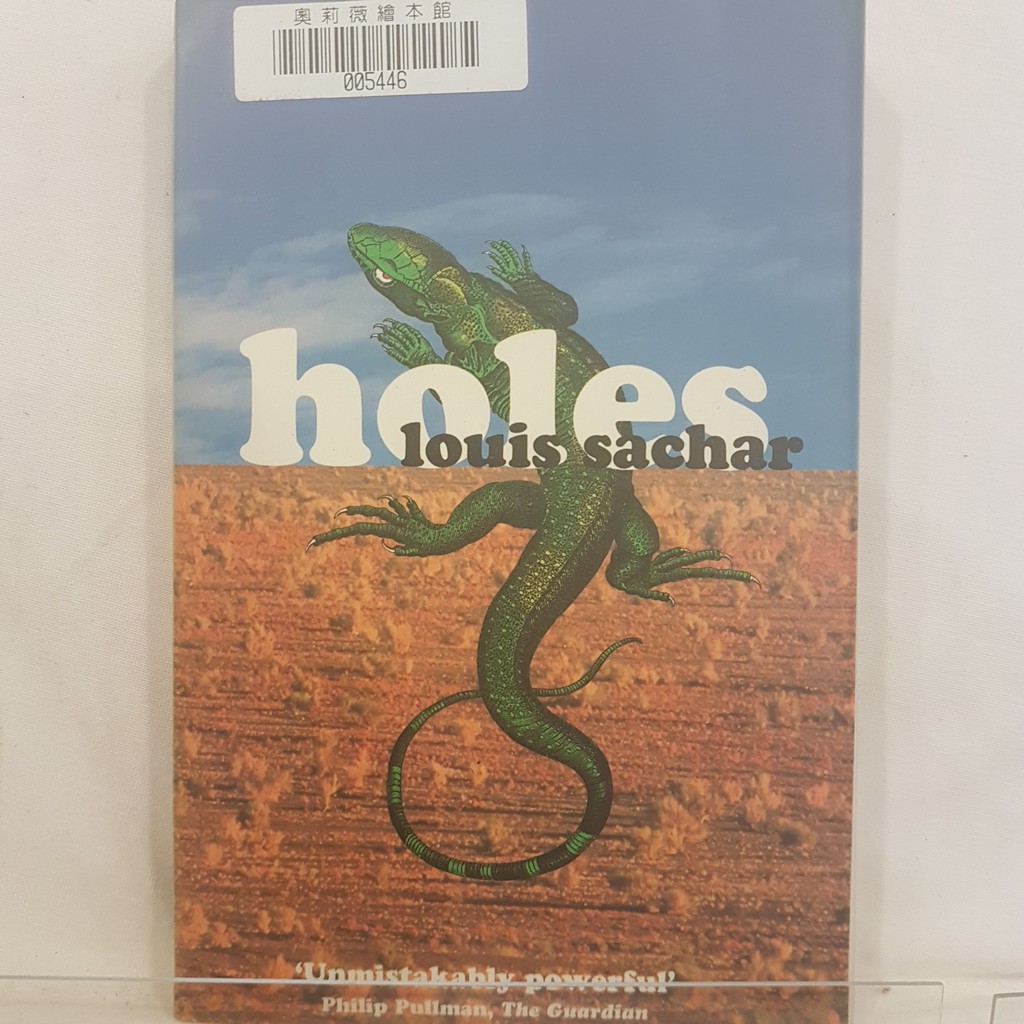 奧莉薇繪本館
005446
holes
louis sachar
‘Unmistakably powerful’
Philip Pullman, The Guardian